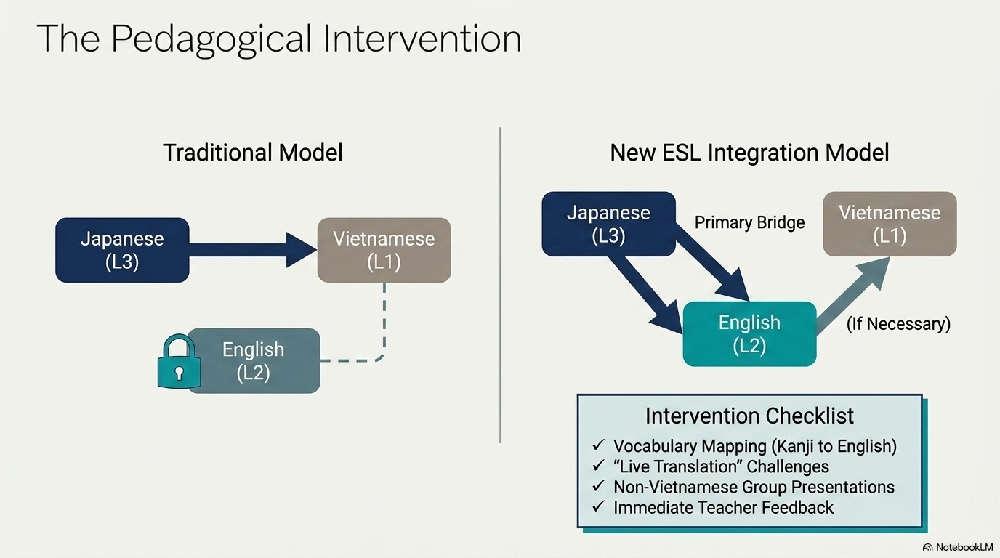 The Pedagogical Intervention
Traditional Model
Japanese
(L3)
Vietnamese
(L1)
English
(L2)
New ESL Integration Model
Japanese
(L3)
Primary Bridge
Vietnamese
(L1)
English
(L2)
(If Necessary)
Intervention Checklist
✓ Vocabulary Mapping (Kanji to English)
✓ “Live Translation” Challenges
✓ Non-Vietnamese Group Presentations
✓ Immediate Teacher Feedback
NotebookLM